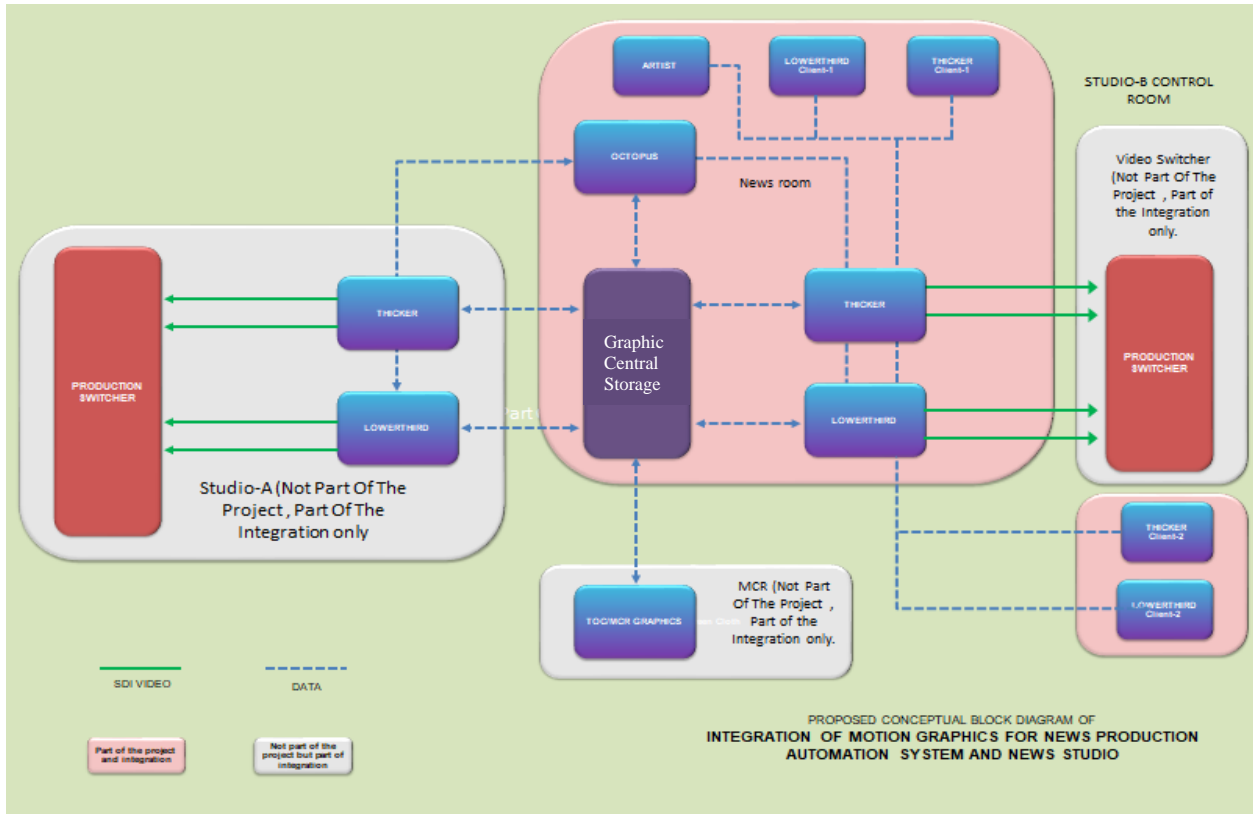 ARTIST
LOWERTHIRD
Client-1
THICKER
Client-1
STUDIO-B CONTROL
ROOM
OCTOPUS
News room
Video Switcher
(Not Part Of The
Project , Part of
the Integration
only.
THICKER
Graphic
Central
Storage
THICKER
PRODUCTION
SWITCHER
PRODUCTION
SWITCHER
LOWERTHIRD
Part
LOWERTHIRD
Studio-A (Not Part Of The
Project , Part Of The
Integration only
THICKER
Client-2
LOWERTHIRD
Client-2
TOC/MCR GRAPHICS
MCR (Not Part
Of The Project ,
Part of the
Integration only.
SDI VIDEO
DATA
Part of the project
and integration
Not part of the
project but part of
integration
PROPOSED CONCEPTUAL BLOCK DIAGRAM OF
INTEGRATION OF MOTION GRAPHICS FOR NEWS PRODUCTION
AUTOMATION SYSTEM AND NEWS STUDIO